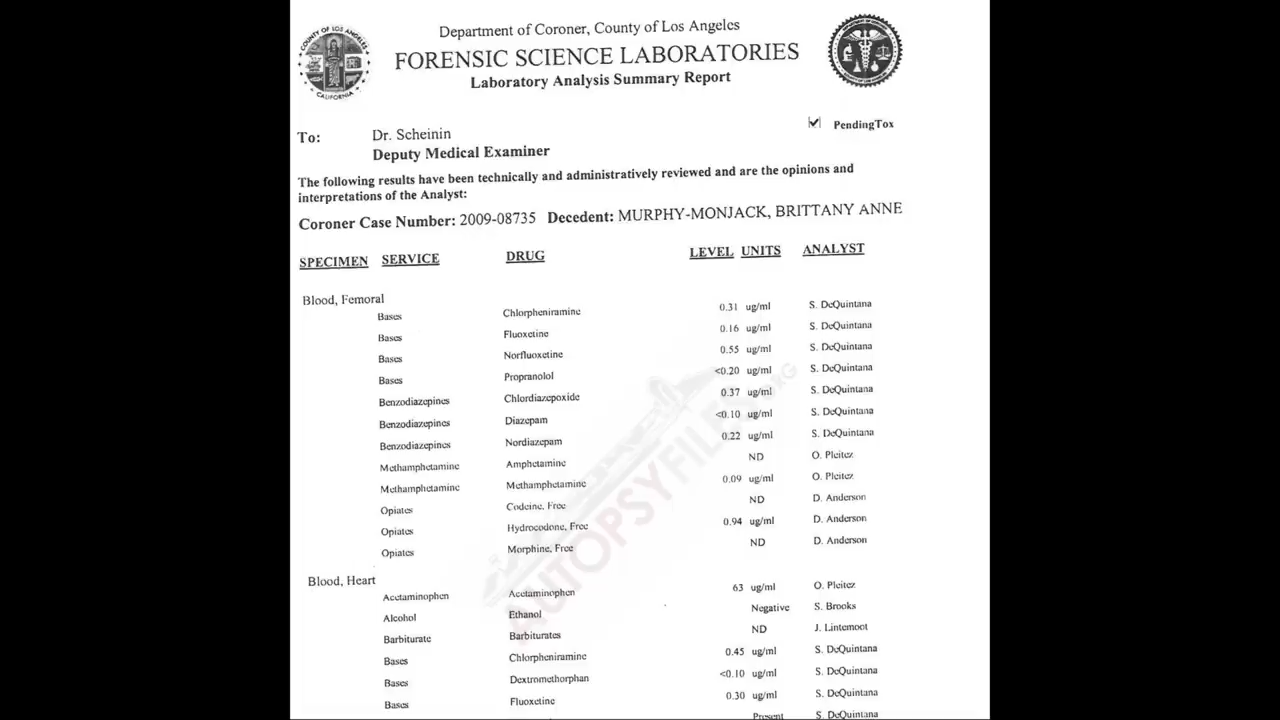 Department of Coroner, County of Los Angeles
FORENSIC SCIENCE LABORATORIES
Laboratory Analysis Summary Report
COUNTY OF LOS ANGELES
CALIFORNIA
PendingTox
To: Dr. Scheinin
Deputy Medical Examiner
The following results have been technically and administratively reviewed and are the opinions and
interpretations of the Analyst:
Coroner Case Number: 2009-08735 Decedent: MURPHY-MONJACK, BRITTANY ANNE
SPECIMEN SERVICE DRUG LEVEL UNITS ANALYST
Blood, Femoral
Bases Chlorpheniramine 0.31 ug/ml S. DeQuintana
Bases Fluoxetine 0.16 ug/ml S. DeQuintana
Bases Norfluoxetine 0.55 ug/ml S. DeQuintana
Bases Propranolol <0.20 ug/ml S. DeQuintana
Benzodiazepines Chlordiazepoxide 0.37 ug/ml S. DeQuintana
Benzodiazepines Diazepam <0.10 ug/ml S. DeQuintana
Benzodiazepines Nordiazepam 0.22 ug/ml S. DeQuintana
Methamphetamine Amphetamine ND O. Pleitez
Methamphetamine Methamphetamine 0.09 ug/ml O. Pleitez
Opiates Codeine, Free ND D. Anderson
Opiates Hydrocodone, Free 0.94 ug/ml D. Anderson
Opiates Morphine, Free ND D. Anderson
Blood, Heart
Acetaminophen Acetaminophen 63 ug/ml O. Pleitez
Alcohol Ethanol Negative S. Brooks
Barbiturate Barbiturates ND J. Lintemoot
Bases Chlorpheniramine 0.45 ug/ml S. DeQuintana
Bases Dextromethorphan <0.10 ug/ml S. DeQuintana
Bases Fluoxetine 0.30 ug/ml S. DeQuintana
Present S. DeQuintana
AUTOPSYFILES.ORG